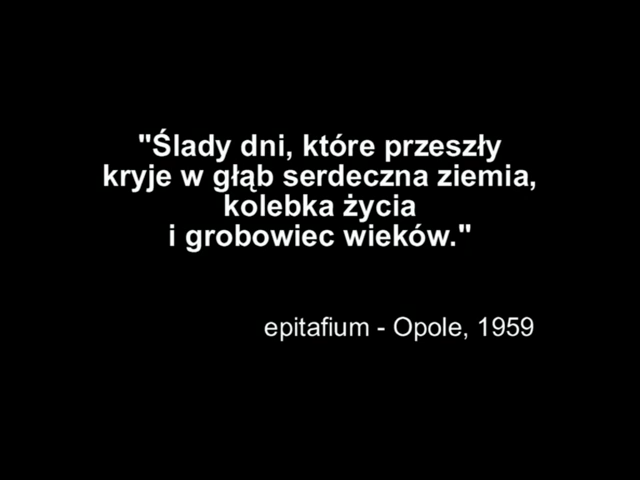 "Ślady dni, które przeszły
kryje w głąb serdeczna ziemia,
kolebka życia
i grobowiec wieków."
epitafium - Opole, 1959